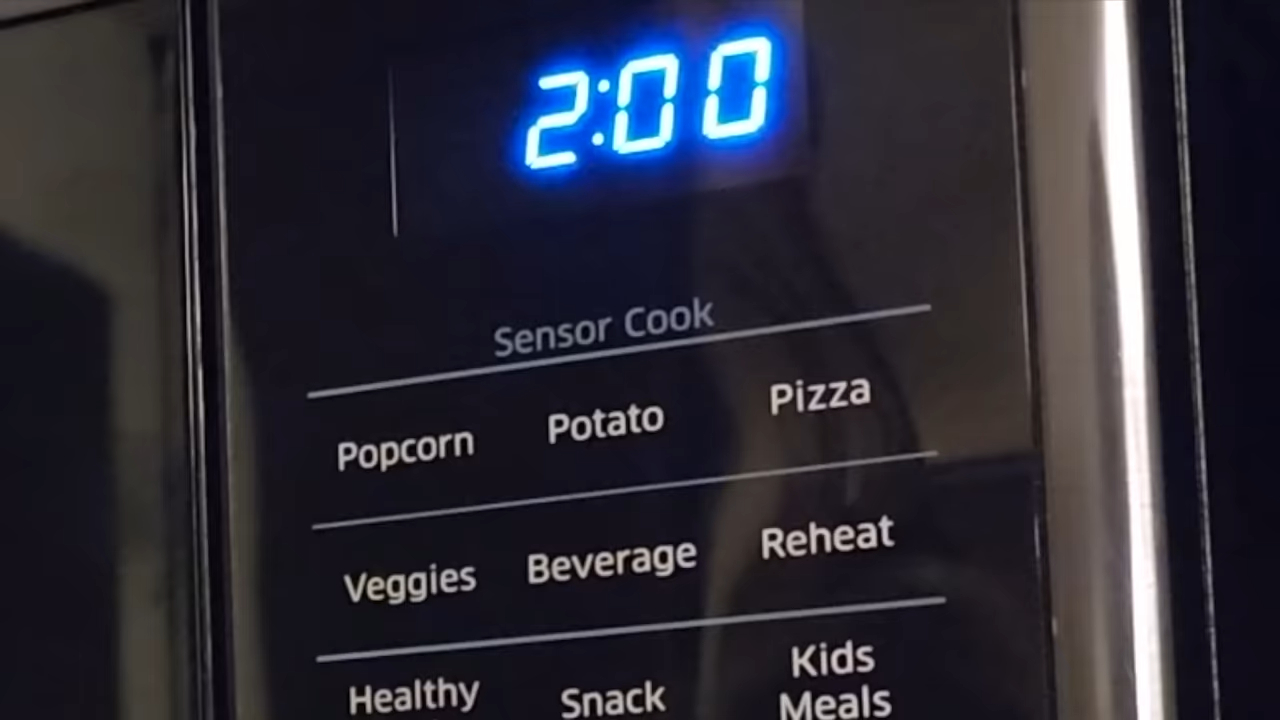 2:00
Sensor Cook
Popcorn Potato Pizza
Veggies Beverage Reheat
Healthy Snack Kids
Meals